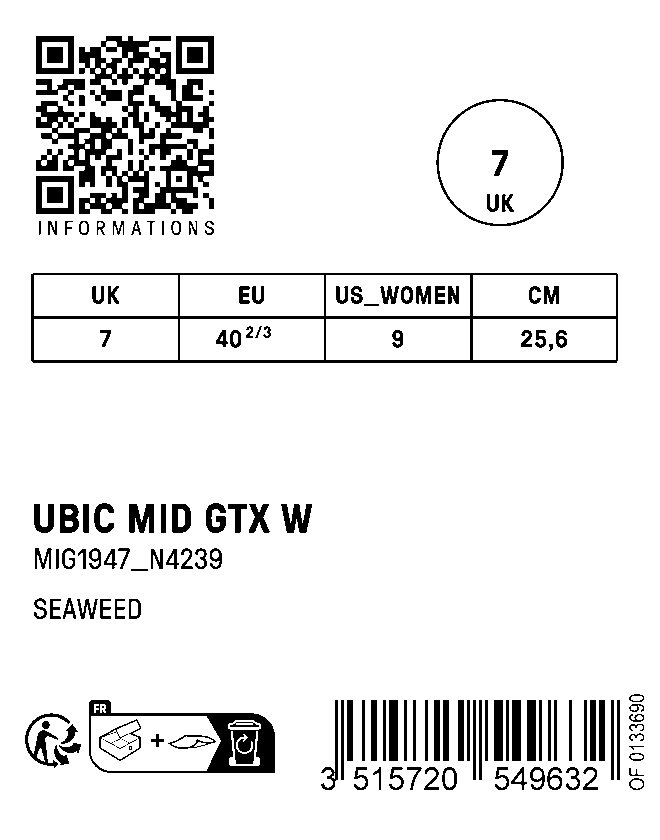 INFORMATIONS
7
UK
UK EU US_WOMEN CM
7 40 2/3 9 25,6
UBIC MID GTX W
MIG1947_N4239
SEAWEED
FR
3 515720 549632
OF 0133690